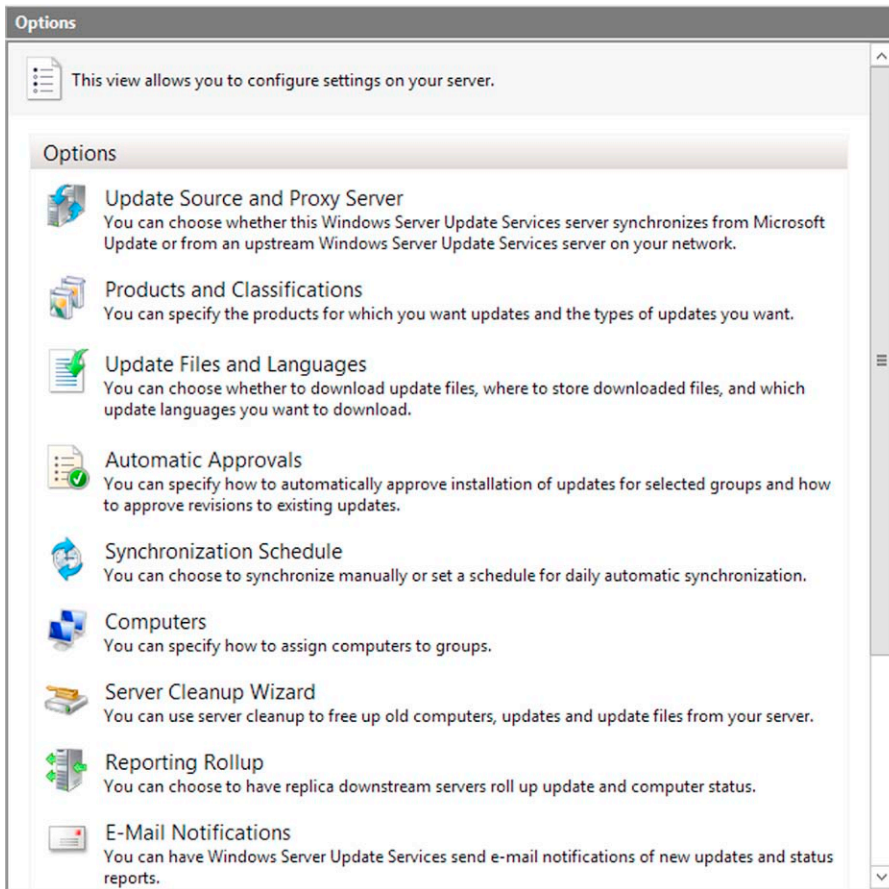 Options
This view allows you to configure settings on your server.
Options
Update Source and Proxy Server
You can choose whether this Windows Server Update Services server synchronizes from Microsoft
Update or from an upstream Windows Server Update Services server on your network.
Products and Classifications
You can specify the products for which you want updates and the types of updates you want.
Update Files and Languages
You can choose whether to download update files, where to store downloaded files, and which
update languages you want to download.
Automatic Approvals
You can specify how to automatically approve installation of updates for selected groups and how
to approve revisions to existing updates.
Synchronization Schedule
You can choose to synchronize manually or set a schedule for daily automatic synchronization.
Computers
You can specify how to assign computers to groups.
Server Cleanup Wizard
You can use server cleanup to free up old computers, updates and update files from your server.
Reporting Rollup
You can choose to have replica downstream servers roll up update and computer status.
E-Mail Notifications
You can have Windows Server Update Services send e-mail notifications of new updates and status
reports.